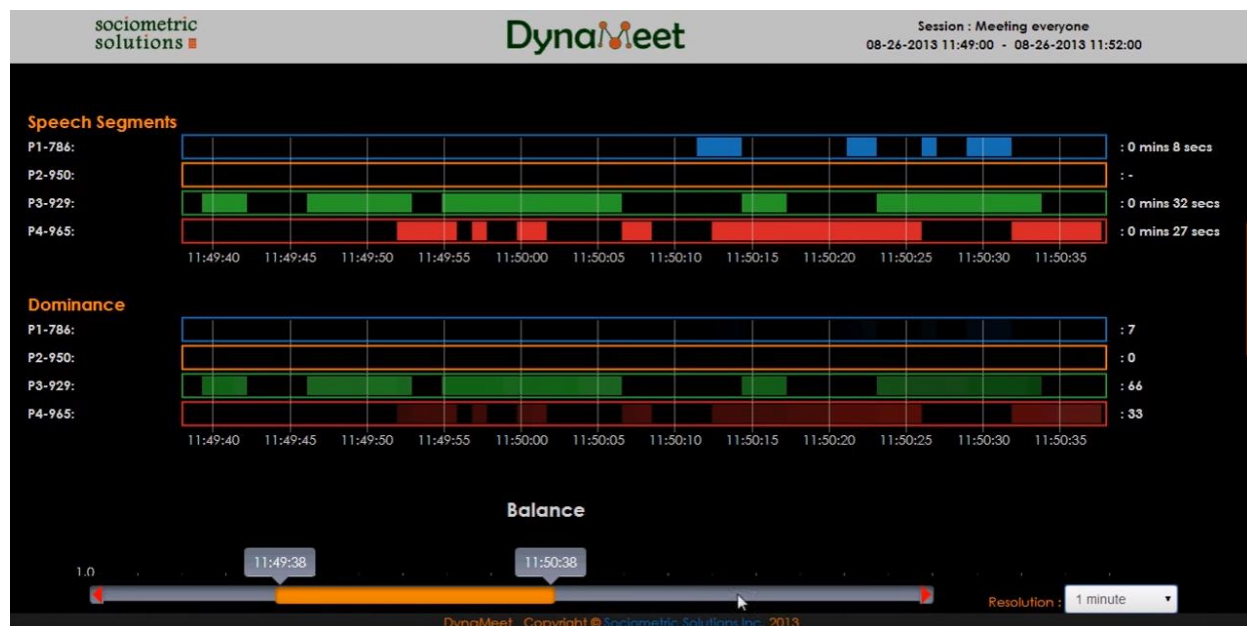 sociometric
solutions
DynaMeet
Session : Meeting everyone
08-26-2013 11:49:00 - 08-26-2013 11:52:00
Speech Segments
P1-786: : 0 mins 8 secs
P2-950: : -
P3-929: : 0 mins 32 secs
P4-965: : 0 mins 27 secs
11:49:40 11:49:45 11:49:50 11:49:55 11:50:00 11:50:05 11:50:10 11:50:15 11:50:20 11:50:25 11:50:30 11:50:35
Dominance
P1-786: : 7
P2-950: : 0
P3-929: : 66
P4-965: : 33
11:49:40 11:49:45 11:49:50 11:49:55 11:50:00 11:50:05 11:50:10 11:50:15 11:50:20 11:50:25 11:50:30 11:50:35
Balance
11:49:38 11:50:38
1.0
Resolution : 1 minute
DynaMeet Copyright © Sociometric Solutions Inc. 2013